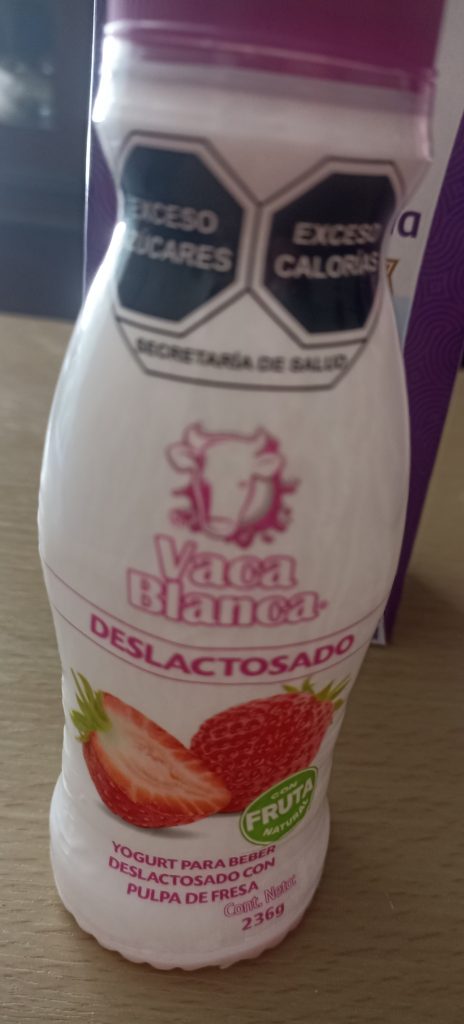 EXCESO
AZÚCARES
EXCESO
CALORÍAS
SECRETARÍA DE SALUD
Vaca
Blanca
DESLACTOSADO
CON
FRUTA
NATURAL
YOGURT PARA BEBER
DESLACTOSADO CON
PULPA DE FRESA
Cont. Neto:
236g